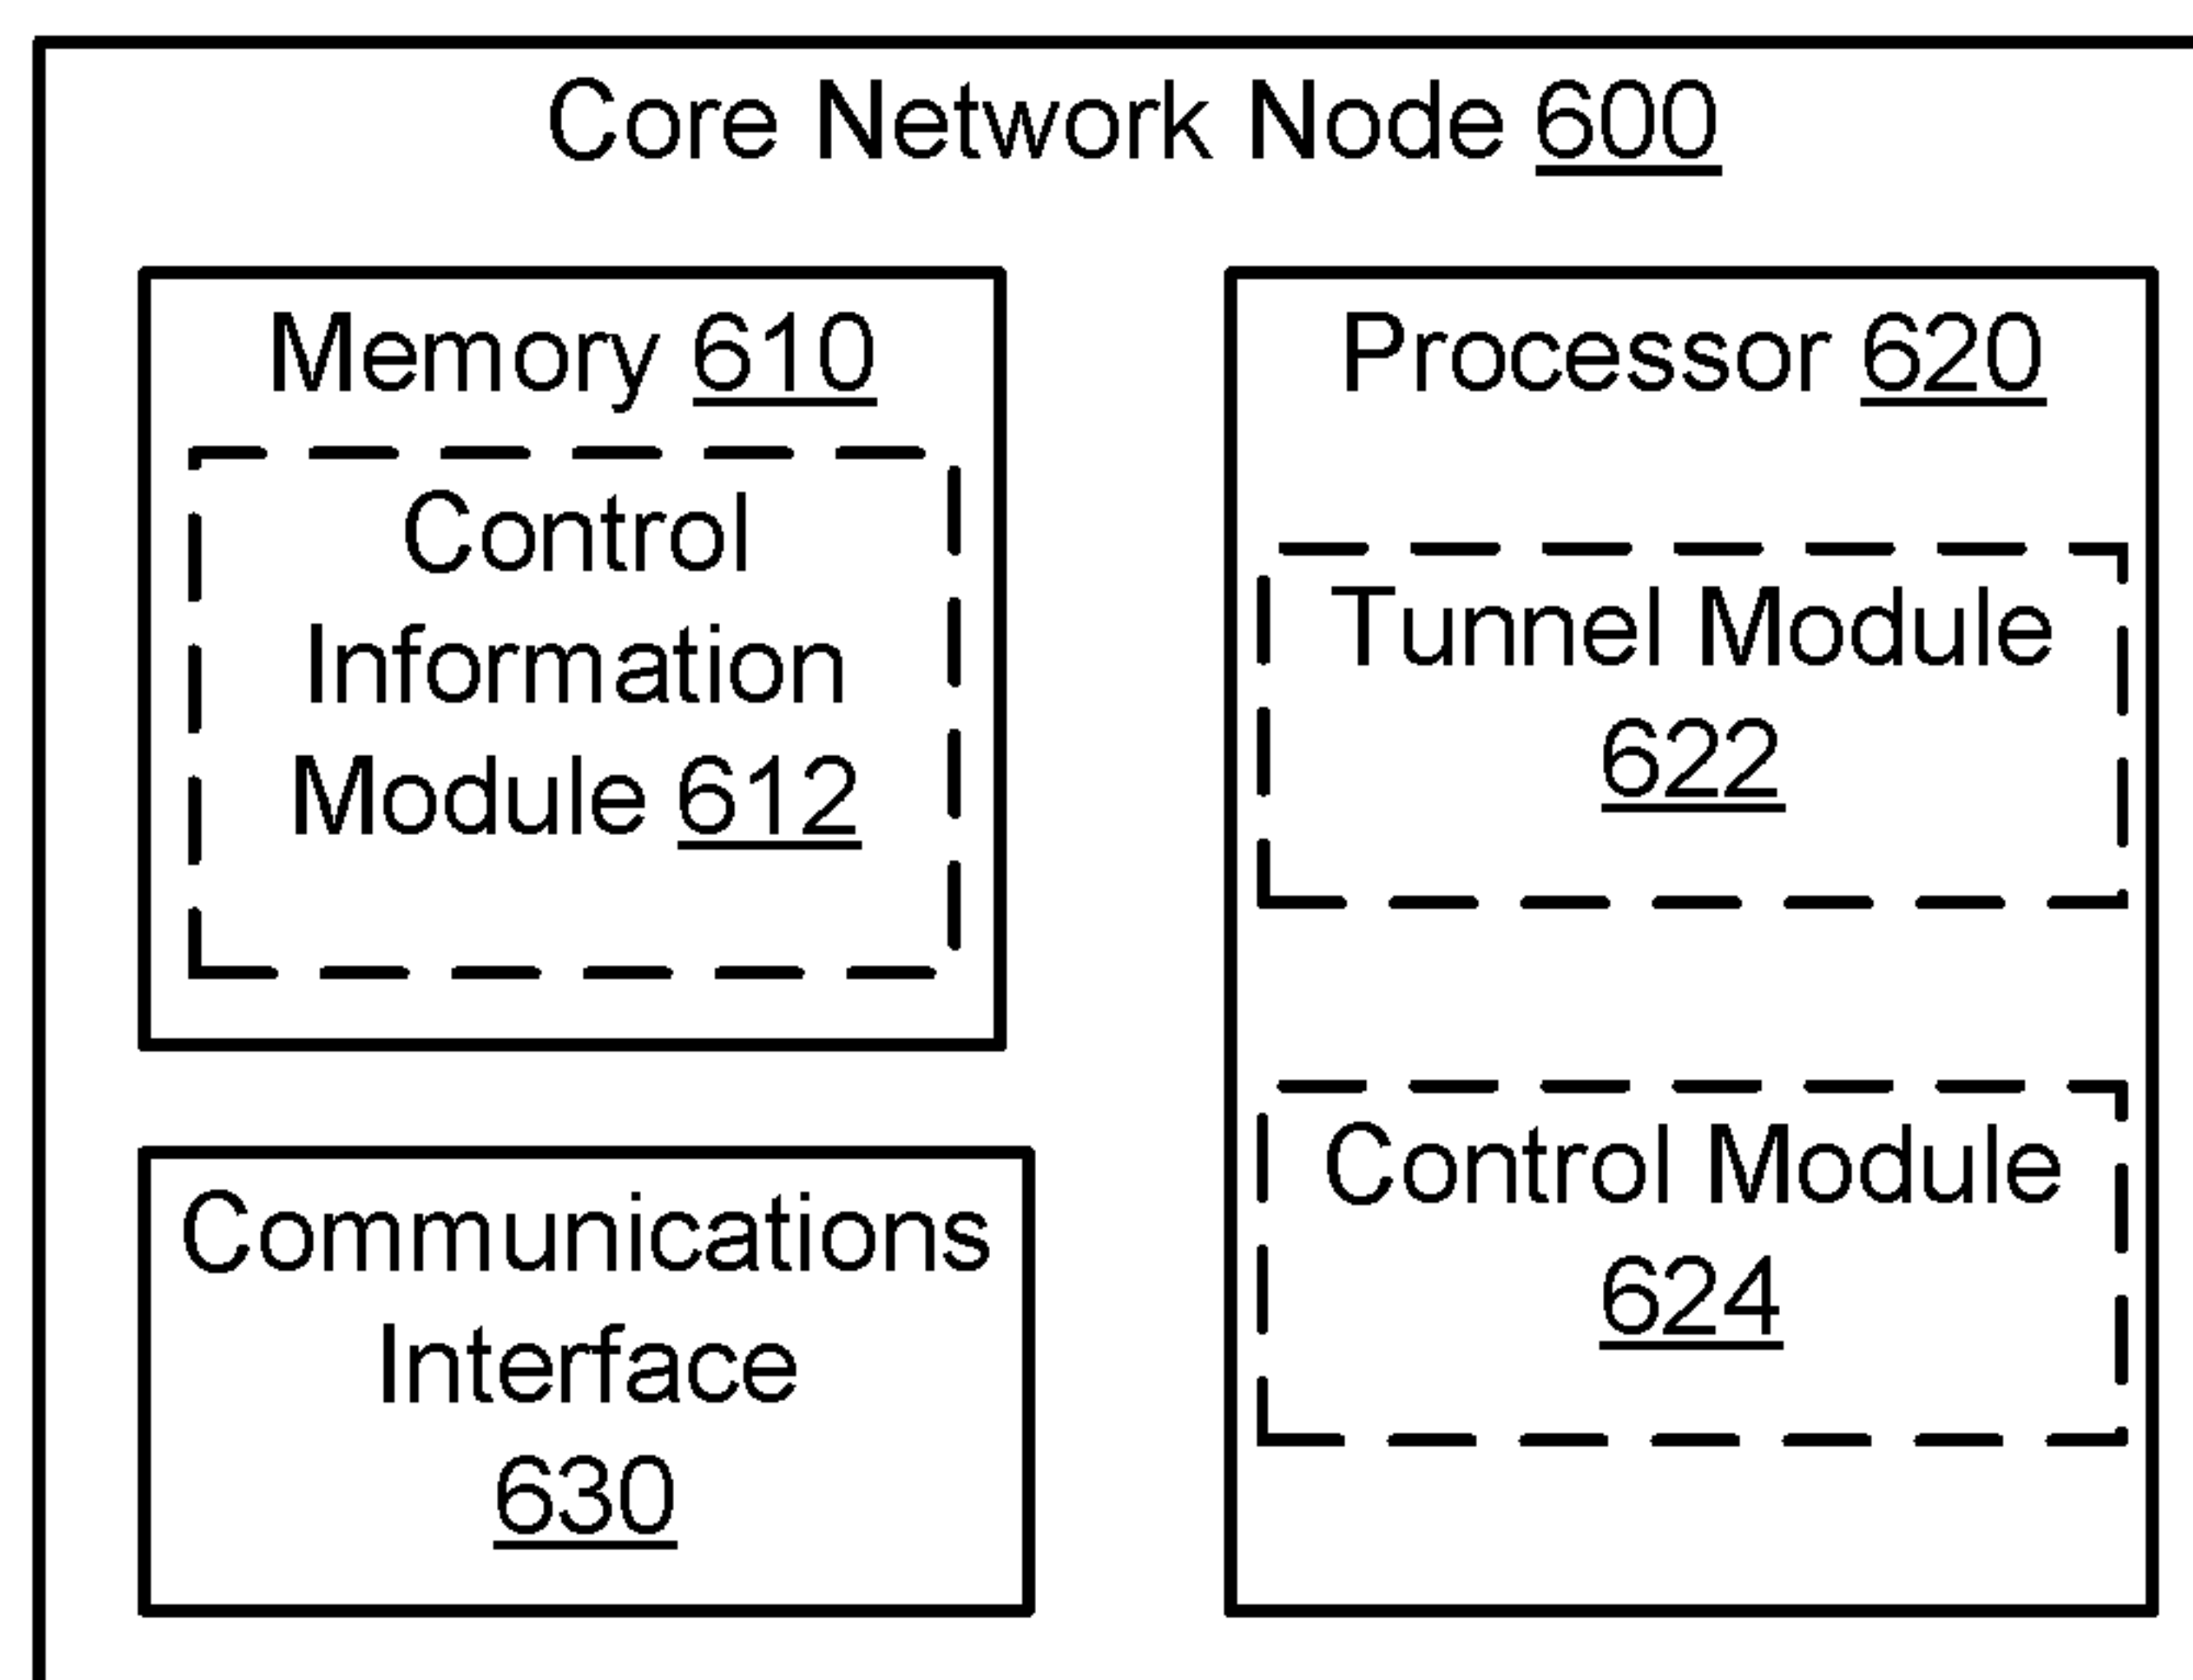 Core Network Node 600
Memory 610
Control
Information
Module 612
Communications
Interface
630
Processor 620
Tunnel Module
622
Control Module
624